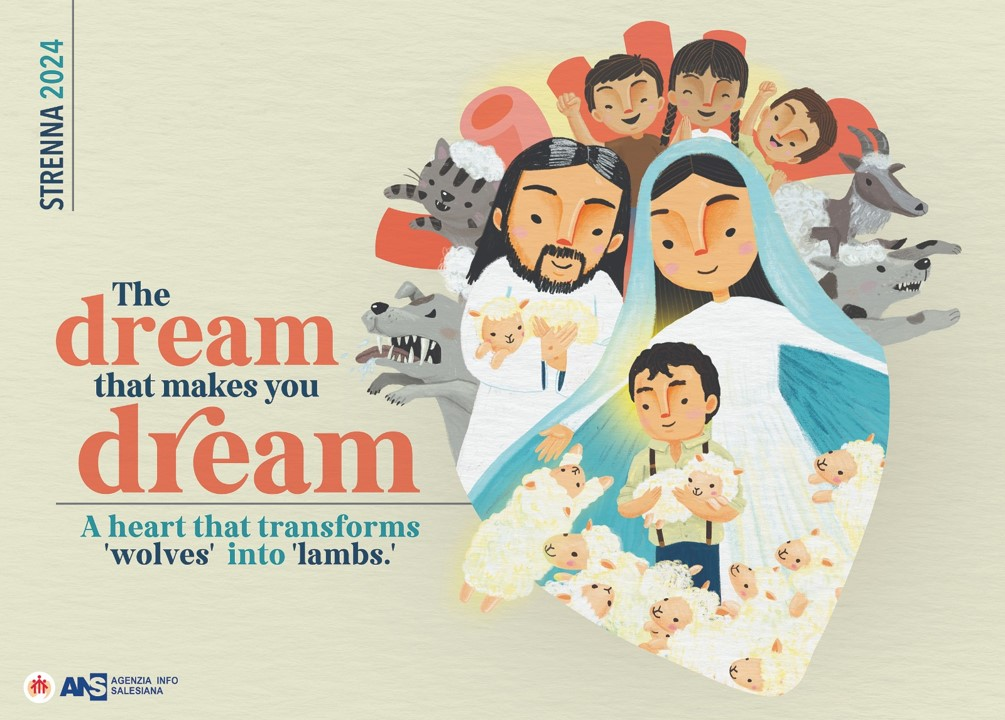 STRENNA 2024
The
dream
that makes you
dream
A heart that transforms
'wolves' into 'lambs.'
ANS AGENZIA INFO
SALESIANA